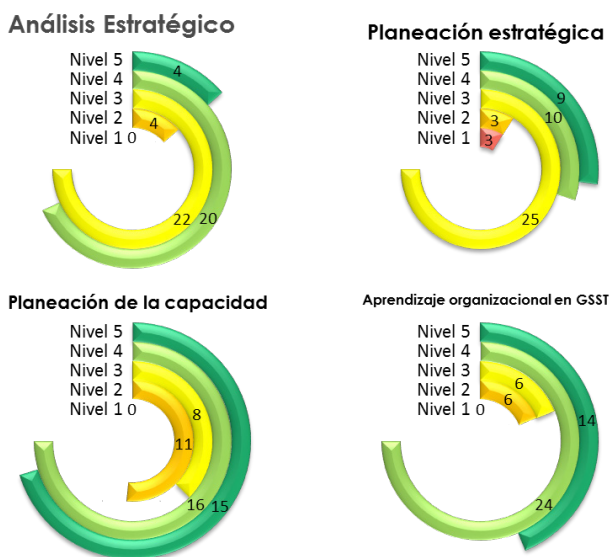 Análisis Estratégico
Nivel 5
Nivel 4
Nivel 3
Nivel 2
Nivel 1 0
4
4
22 20
Planeación estratégica
Nivel 5
Nivel 4
Nivel 3
Nivel 2
Nivel 1
9
10
3
3
25
Planeación de la capacidad
Nivel 5
Nivel 4
Nivel 3
Nivel 2
Nivel 1 0
8
11
16 15
Aprendizaje organizacional en GSST
Nivel 5
Nivel 4
Nivel 3
Nivel 2
Nivel 1 0
6
6
14
24